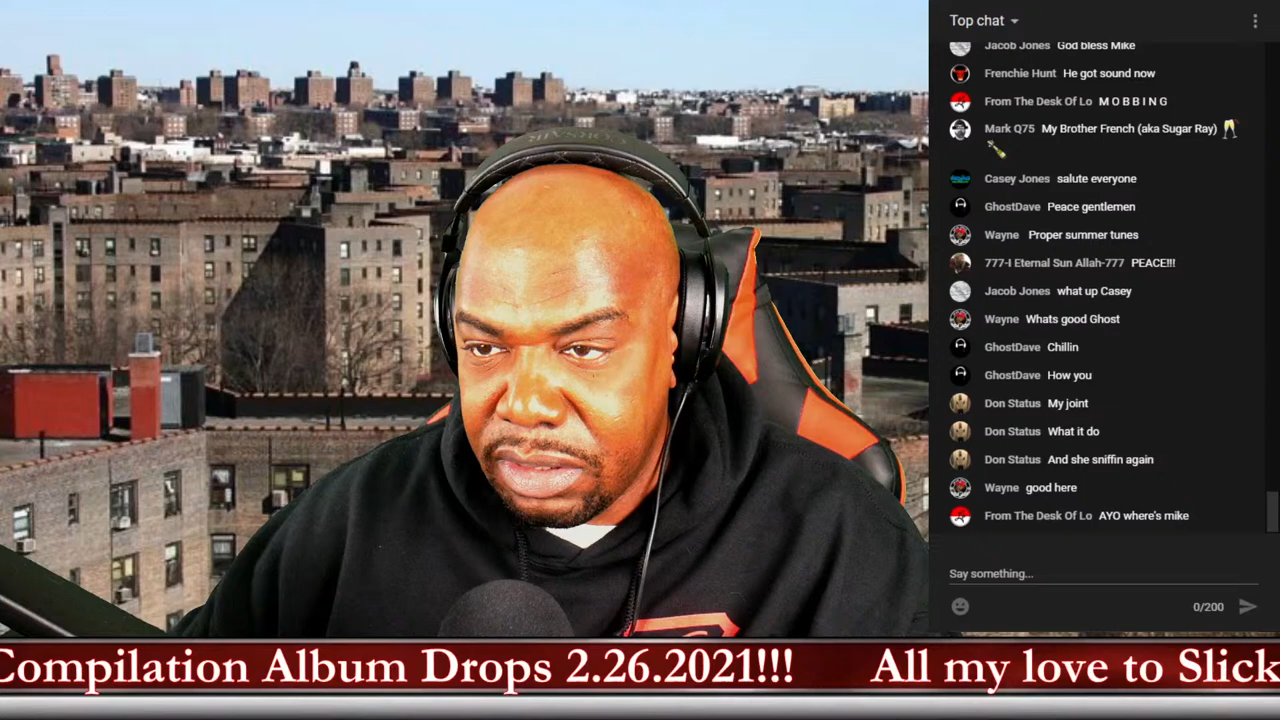 Top chat
Jacob Jones God bless Mike
Frenchie Hunt He got sound now
From The Desk Of Lo M O B B I N G
Mark Q75 My Brother French (aka Sugar Ray)
Casey Jones salute everyone
GhostDave Peace gentlemen
Wayne Proper summer tunes
777-I Eternal Sun Allah-777 PEACE!!!
Jacob Jones what up Casey
Wayne Whats good Ghost
GhostDave Chillin
GhostDave How you
Don Status My joint
Don Status What it do
Don Status And she sniffin again
Wayne good here
From The Desk Of Lo AYO where's mike
Say something...
0/200
Compilation Album Drops 2.26.2021!!! All my love to Slick